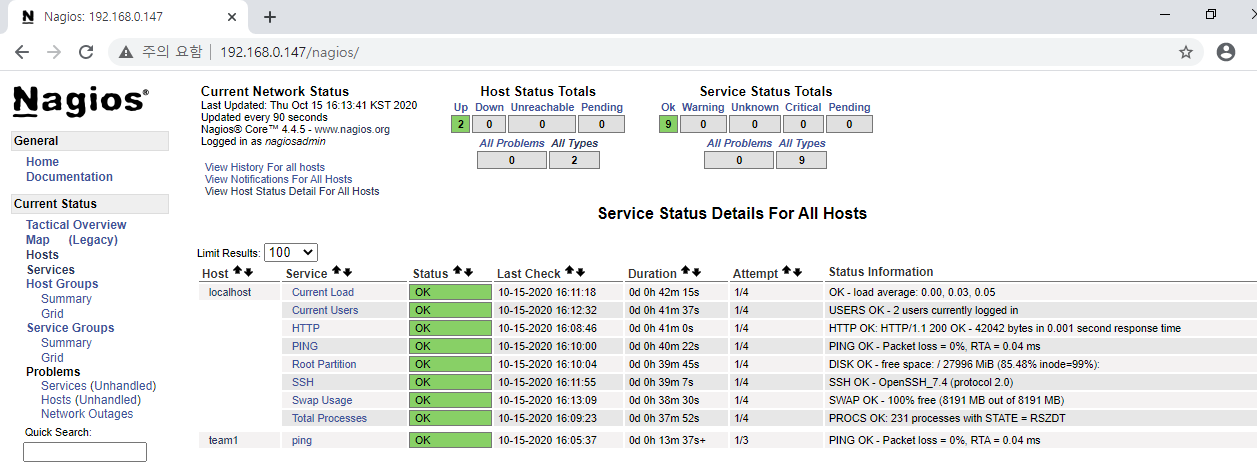 Nagios: 192.168.0.147
주의 요함 | 192.168.0.147/nagios/
Nagios®
General
Home
Documentation
Current Status
Tactical Overview
Map (Legacy)
Hosts
Services
Host Groups
Summary
Grid
Service Groups
Summary
Grid
Problems
Services (Unhandled)
Hosts (Unhandled)
Network Outages
Quick Search:
Current Network Status
Last Updated: Thu Oct 15 16:13:41 KST 2020
Updated every 90 seconds
Nagios® Core™ 4.4.5 - www.nagios.org
Logged in as nagiosadmin
View History For all hosts
View Notifications For All Hosts
View Host Status Detail For All Hosts
Host Status Totals
Up Down Unreachable Pending
2 0 0 0
All Problems All Types
0 2
Service Status Totals
Ok Warning Unknown Critical Pending
9 0 0 0 0
All Problems All Types
0 9
Service Status Details For All Hosts
Limit Results: 100
Host Service Status Last Check Duration Attempt Status Information
localhost Current Load OK 10-15-2020 16:11:18 0d 0h 42m 15s 1/4 OK - load average: 0.00, 0.03, 0.05
Current Users OK 10-15-2020 16:12:32 0d 0h 41m 37s 1/4 USERS OK - 2 users currently logged in
HTTP OK 10-15-2020 16:08:46 0d 0h 41m 0s 1/4 HTTP OK: HTTP/1.1 200 OK - 42042 bytes in 0.001 second response time
PING OK 10-15-2020 16:10:00 0d 0h 40m 22s 1/4 PING OK - Packet loss = 0%, RTA = 0.04 ms
Root Partition OK 10-15-2020 16:10:04 0d 0h 39m 45s 1/4 DISK OK - free space: / 27996 MiB (85.48% inode=99%):
SSH OK 10-15-2020 16:11:55 0d 0h 39m 7s 1/4 SSH OK - OpenSSH_7.4 (protocol 2.0)
Swap Usage OK 10-15-2020 16:13:09 0d 0h 38m 30s 1/4 SWAP OK - 100% free (8191 MB out of 8191 MB)
Total Processes OK 10-15-2020 16:09:23 0d 0h 37m 52s 1/4 PROCS OK: 231 processes with STATE = RSZDT
team1 ping OK 10-15-2020 16:05:37 0d 0h 13m 37s+ 1/3 PING OK - Packet loss = 0%, RTA = 0.04 ms